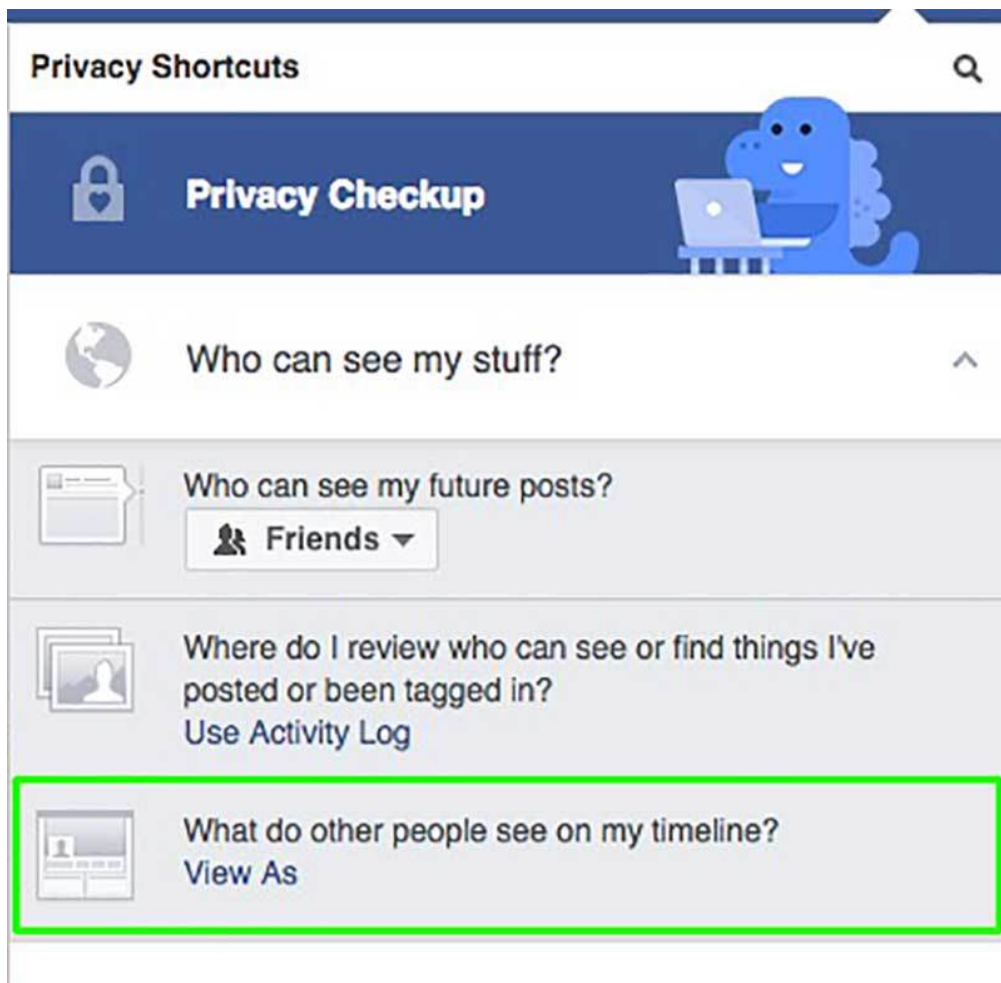 Privacy Shortcuts
Privacy Checkup
Who can see my stuff?
Who can see my future posts?
Friends
Where do I review who can see or find things I've
posted or been tagged in?
Use Activity Log
What do other people see on my timeline?
View As